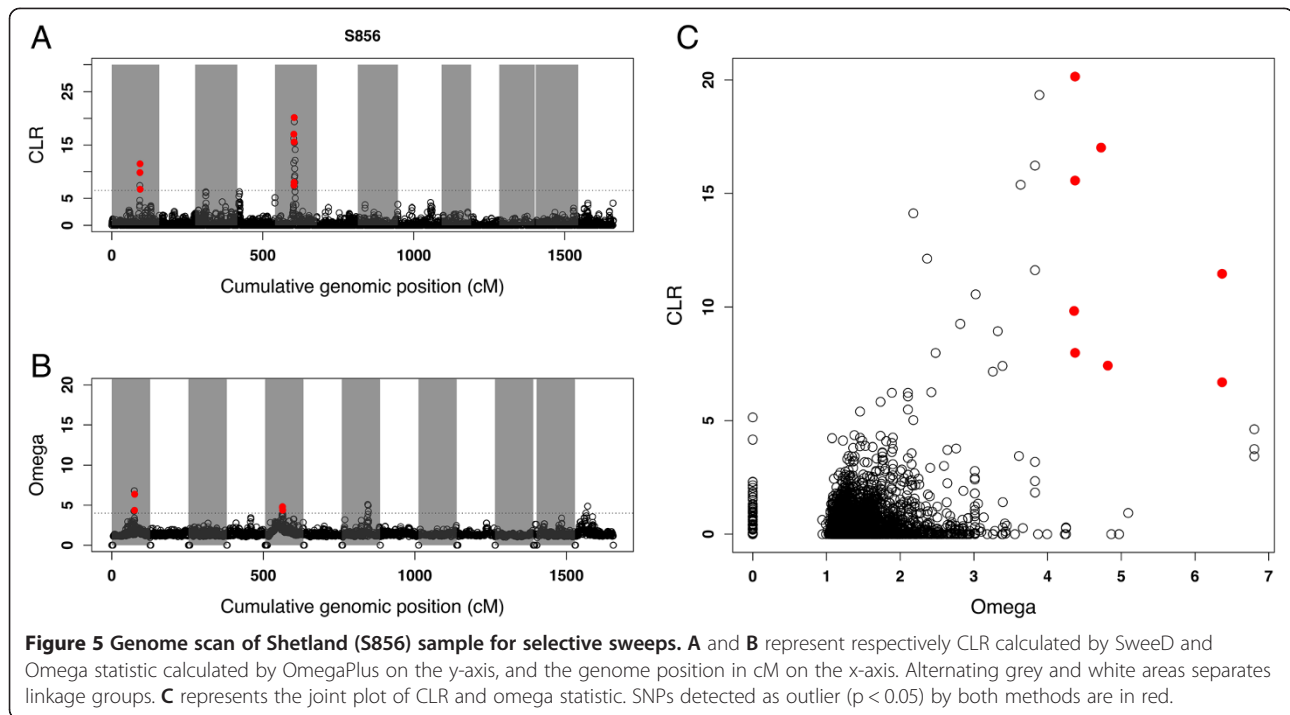 A
S856
CLR
0 5 15 25
0 500 1000 1500
Cumulative genomic position (cM)
B
Omega
0 5 10 15 20
0 500 1000 1500
Cumulative genomic position (cM)
C
CLR
0 5 10 15 20
0 1 2 3 4 5 6 7
Omega
Figure 5 Genome scan of Shetland (S856) sample for selective sweeps. A and B represent respectively CLR calculated by SweeD and
Omega statistic calculated by OmegaPlus on the y-axis, and the genome position in cM on the x-axis. Alternating grey and white areas separates
linkage groups. C represents the joint plot of CLR and omega statistic. SNPs detected as outlier (p < 0.05) by both methods are in red.